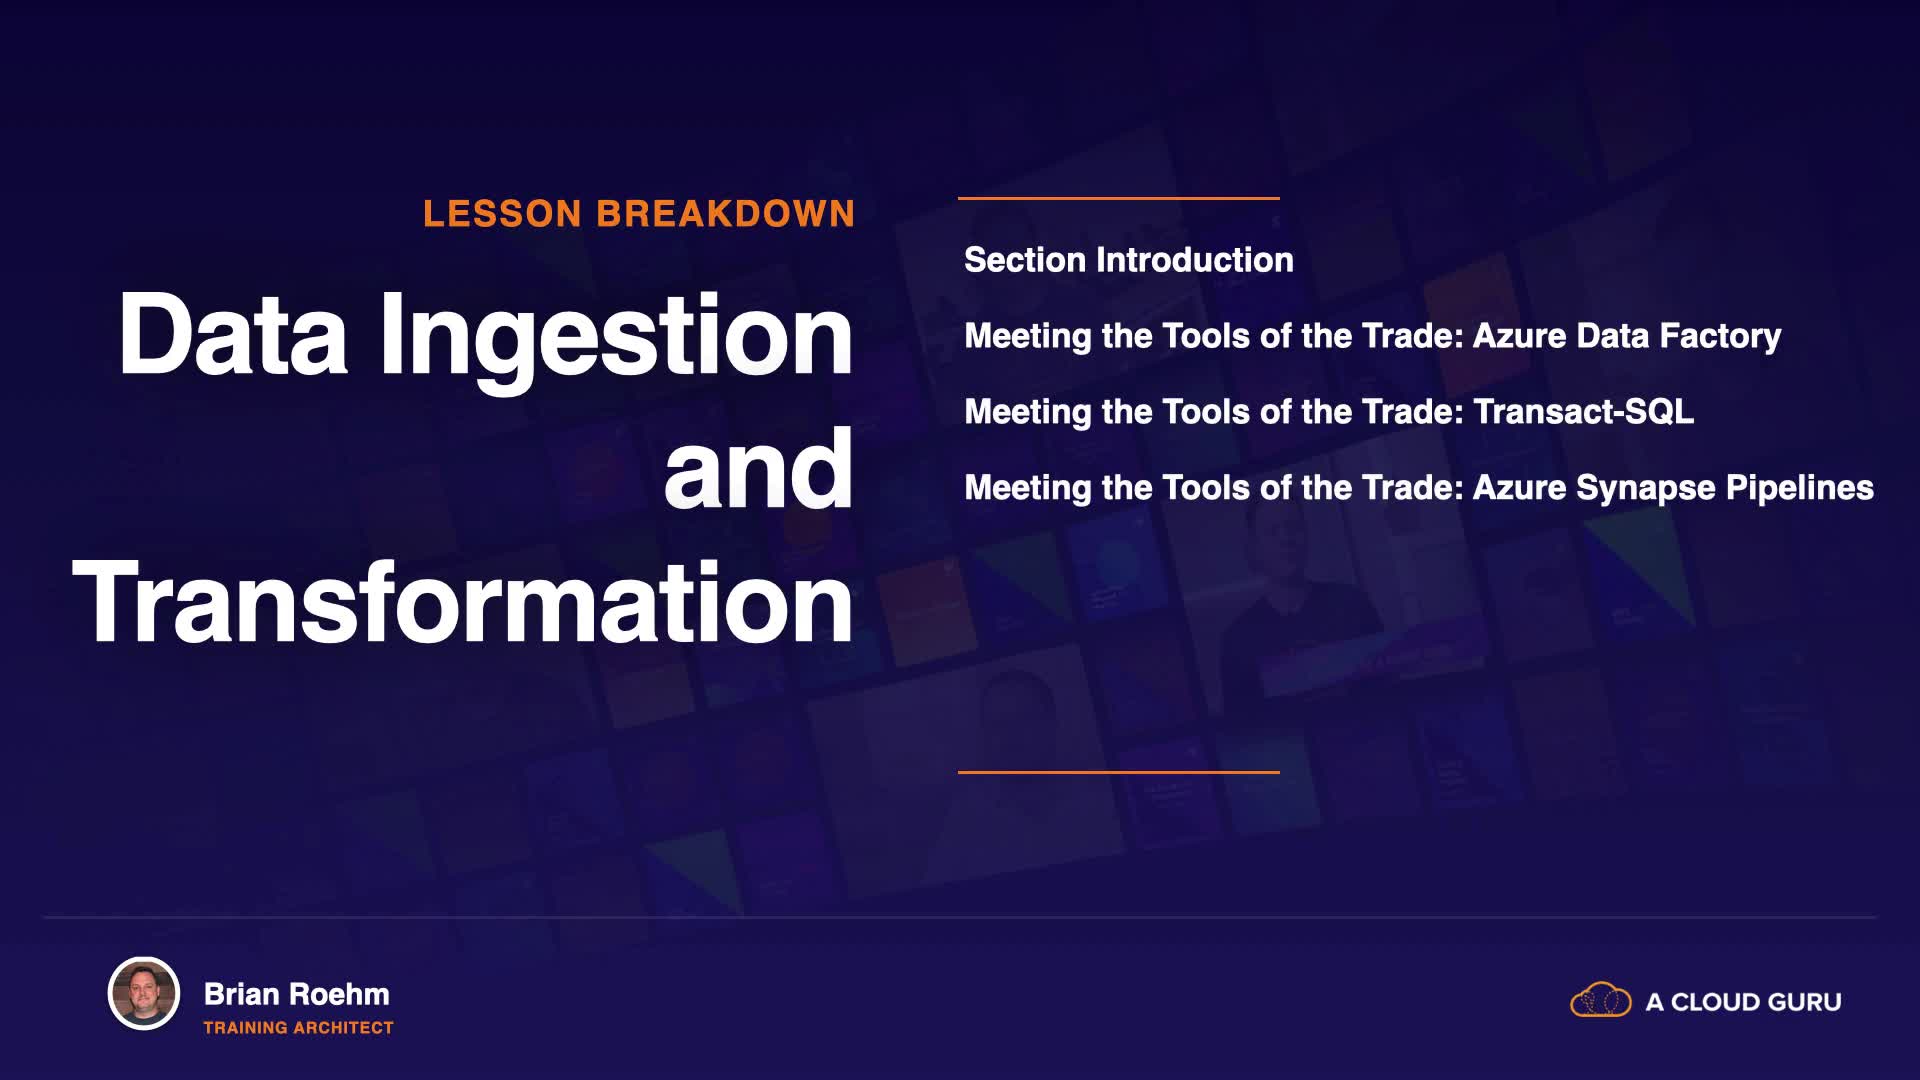 LESSON BREAKDOWN
Data Ingestion
and
Transformation
Section Introduction
Meeting the Tools of the Trade: Azure Data Factory
Meeting the Tools of the Trade: Transact-SQL
Meeting the Tools of the Trade: Azure Synapse Pipelines
Brian Roehm
TRAINING ARCHITECT
A CLOUD GURU